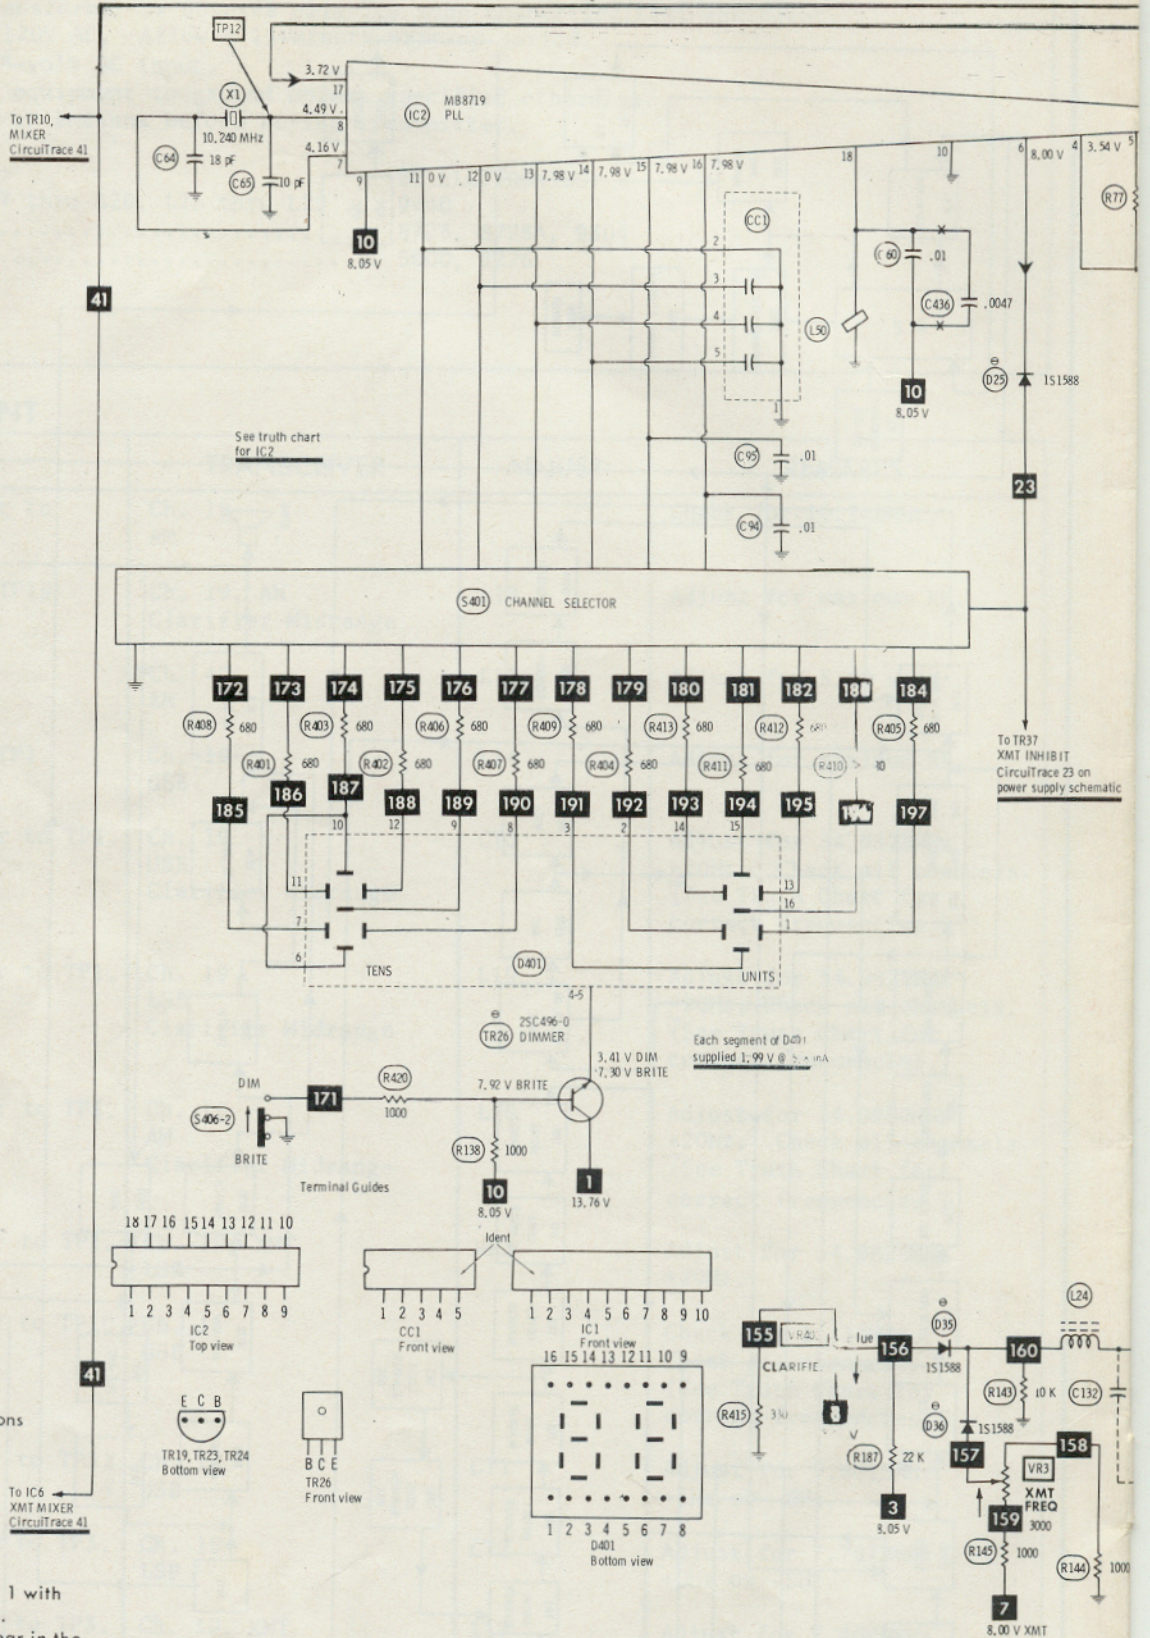 TP12
3.72 V
17
X1
4.49 V
8
To TR10,
MIXER
CircuiTrace 41
10.240 MHz
IC2
MB8719
PLL
C64
18 pF
4.16 V
7
C65
10 pF
9
11
0 V
12
0 V
13
7.98 V
14
7.98 V
15
7.98 V
16
7.98 V
18
10
6
8.00 V
4
3.54 V
5
R77
10
8.05 V
CC1
2
3
4
5
1
C60
.01
C436
.0047
L50
10
8.05 V
D25
1S1588
41
See truth chart
for IC2
C95
.01
C94
.01
23
S401
CHANNEL SELECTOR
172
173
174
175
176
177
178
179
180
181
182
184
R408
680
R403
680
R406
680
R409
680
R413
680
R412
680
R405
680
R401
680
R402
680
R407
680
R404
680
R411
680
R410
To TR37
XMT INHIBIT
CircuiTrace 23 on
power supply schematic
185
186
187
188
189
190
191
192
193
194
195
197
10
12
9
8
3
2
14
15
11
13
16
7
1
6
TENS
D401
UNITS
4-5
2SC496-0
TR26
DIMMER
Each segment of D401
supplied 1.99 V @ mA
3.41 V DIM
7.30 V BRITE
DIM
171
R420
1000
7.92 V BRITE
S406-2
BRITE
R138
1000
Terminal Guides
10
8.05 V
1
13.76 V
18 17 16 15 14 13 12 11 10
Ident
1 2 3 4 5 6 7 8 9
IC2
Top view
1 2 3 4 5
CC1
Front view
1 2 3 4 5 6 7 8 9 10
IC1
Front view
16 15 14 13 12 11 10 9
1 2 3 4 5 6 7 8
D401
Bottom view
41
E C B
TR19, TR23, TR24
Bottom view
B C E
TR26
Front view
To IC6
XMT MIXER
CircuiTrace 41
155
CLARIFIE
R415
8
V
156
R187
22 K
3
8.05 V
D35
1S1588
160
L24
R143
10 K
C132
D36
1S1588
157
158
VR3
XMT
FREQ
3000
159
R145
1000
R144
1000
7
8.00 V XMT
ons
1 with